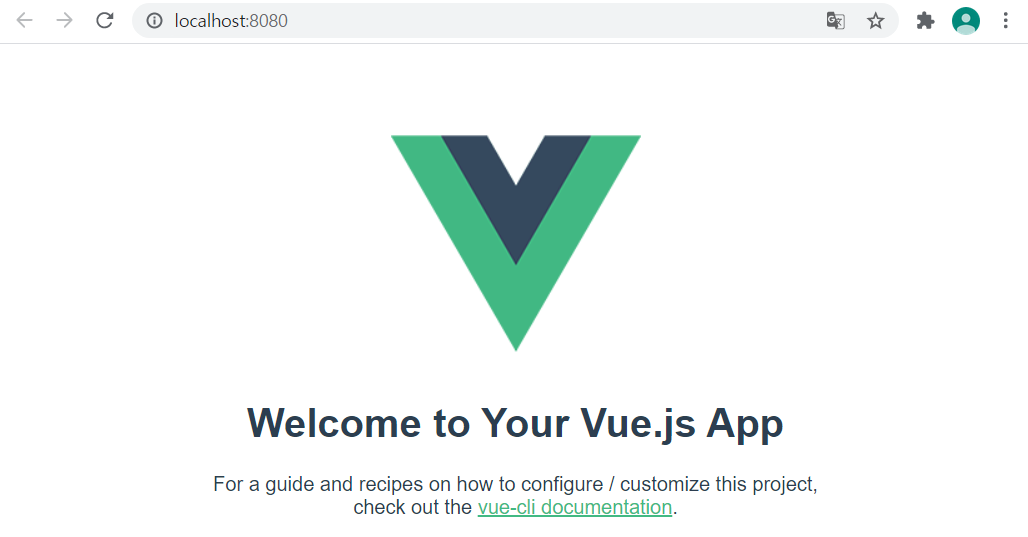 localhost:8080
Welcome to Your Vue.js App
For a guide and recipes on how to configure / customize this project,
check out the vue-cli documentation.